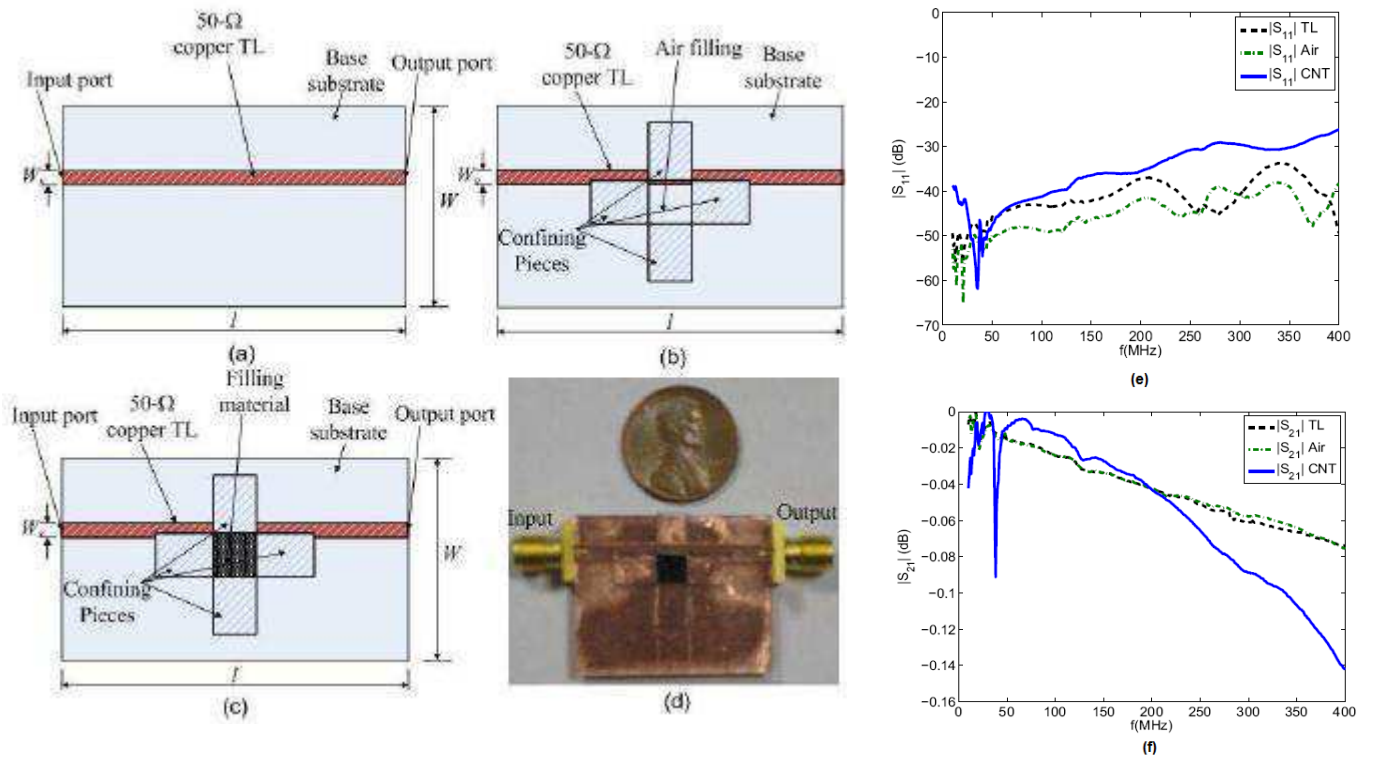 50-Ω
copper TL
Base
substrate
Input port
Output port
W
W
l
(a)
50-Ω
copper TL
Air filling
Base
substrate
W
Confining
Pieces
l
(b)
Filling
material
50-Ω
copper TL
Base
substrate
Input port
Output port
W
W
Confining
Pieces
l
(c)
Input
Output
(d)
0
−10
−20
−30
−40
−50
−60
−70
|S11| (dB)
|S11| TL
|S11| Air
|S11| CNT
0 50 100 150 200 250 300 350 400
f(MHz)
(e)
0
−0.02
−0.04
−0.06
−0.08
−0.1
−0.12
−0.14
−0.16
|S21| (dB)
|S21| TL
|S21| Air
|S21| CNT
0 50 100 150 200 250 300 350 400
f(MHz)
(f)